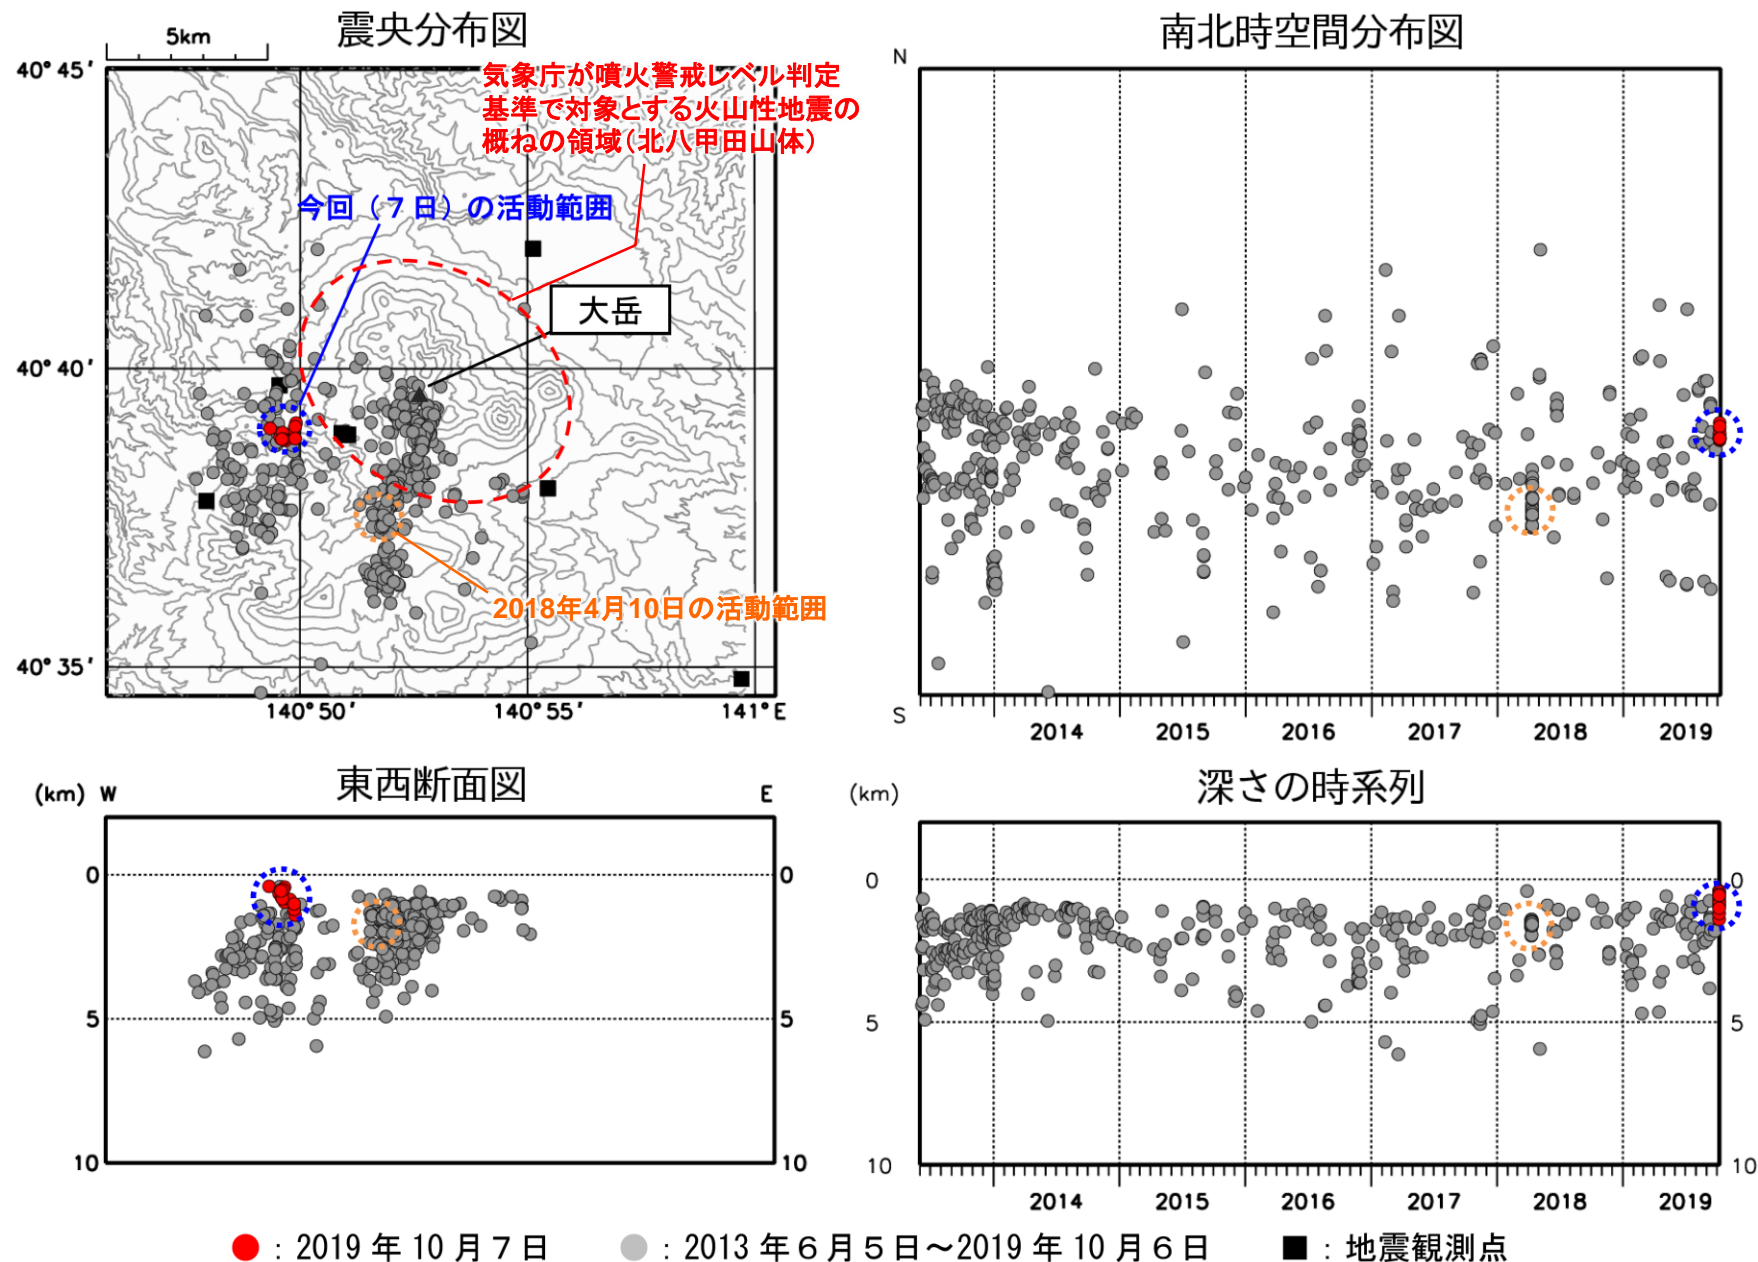 震央分布図
5km
40°45′
40°40′
40°35′
140°50′
140°55′
141°E
気象庁が噴火警戒レベル判定
基準で対象とする火山性地震の
概ねの領域(北八甲田山体)
今回（７日）の活動範囲
大岳
2018年4月10日の活動範囲
南北時空間分布図
N
S
2014
2015
2016
2017
2018
2019
東西断面図
(km) W
E
0
0
5
5
10
10
深さの時系列
(km)
0
0
5
5
10
10
2014
2015
2016
2017
2018
2019
：2019 年 10 月 ７ 日
：2013 年 ６ 月 ５ 日～2019 年 10 月 ６ 日
：地震観測点